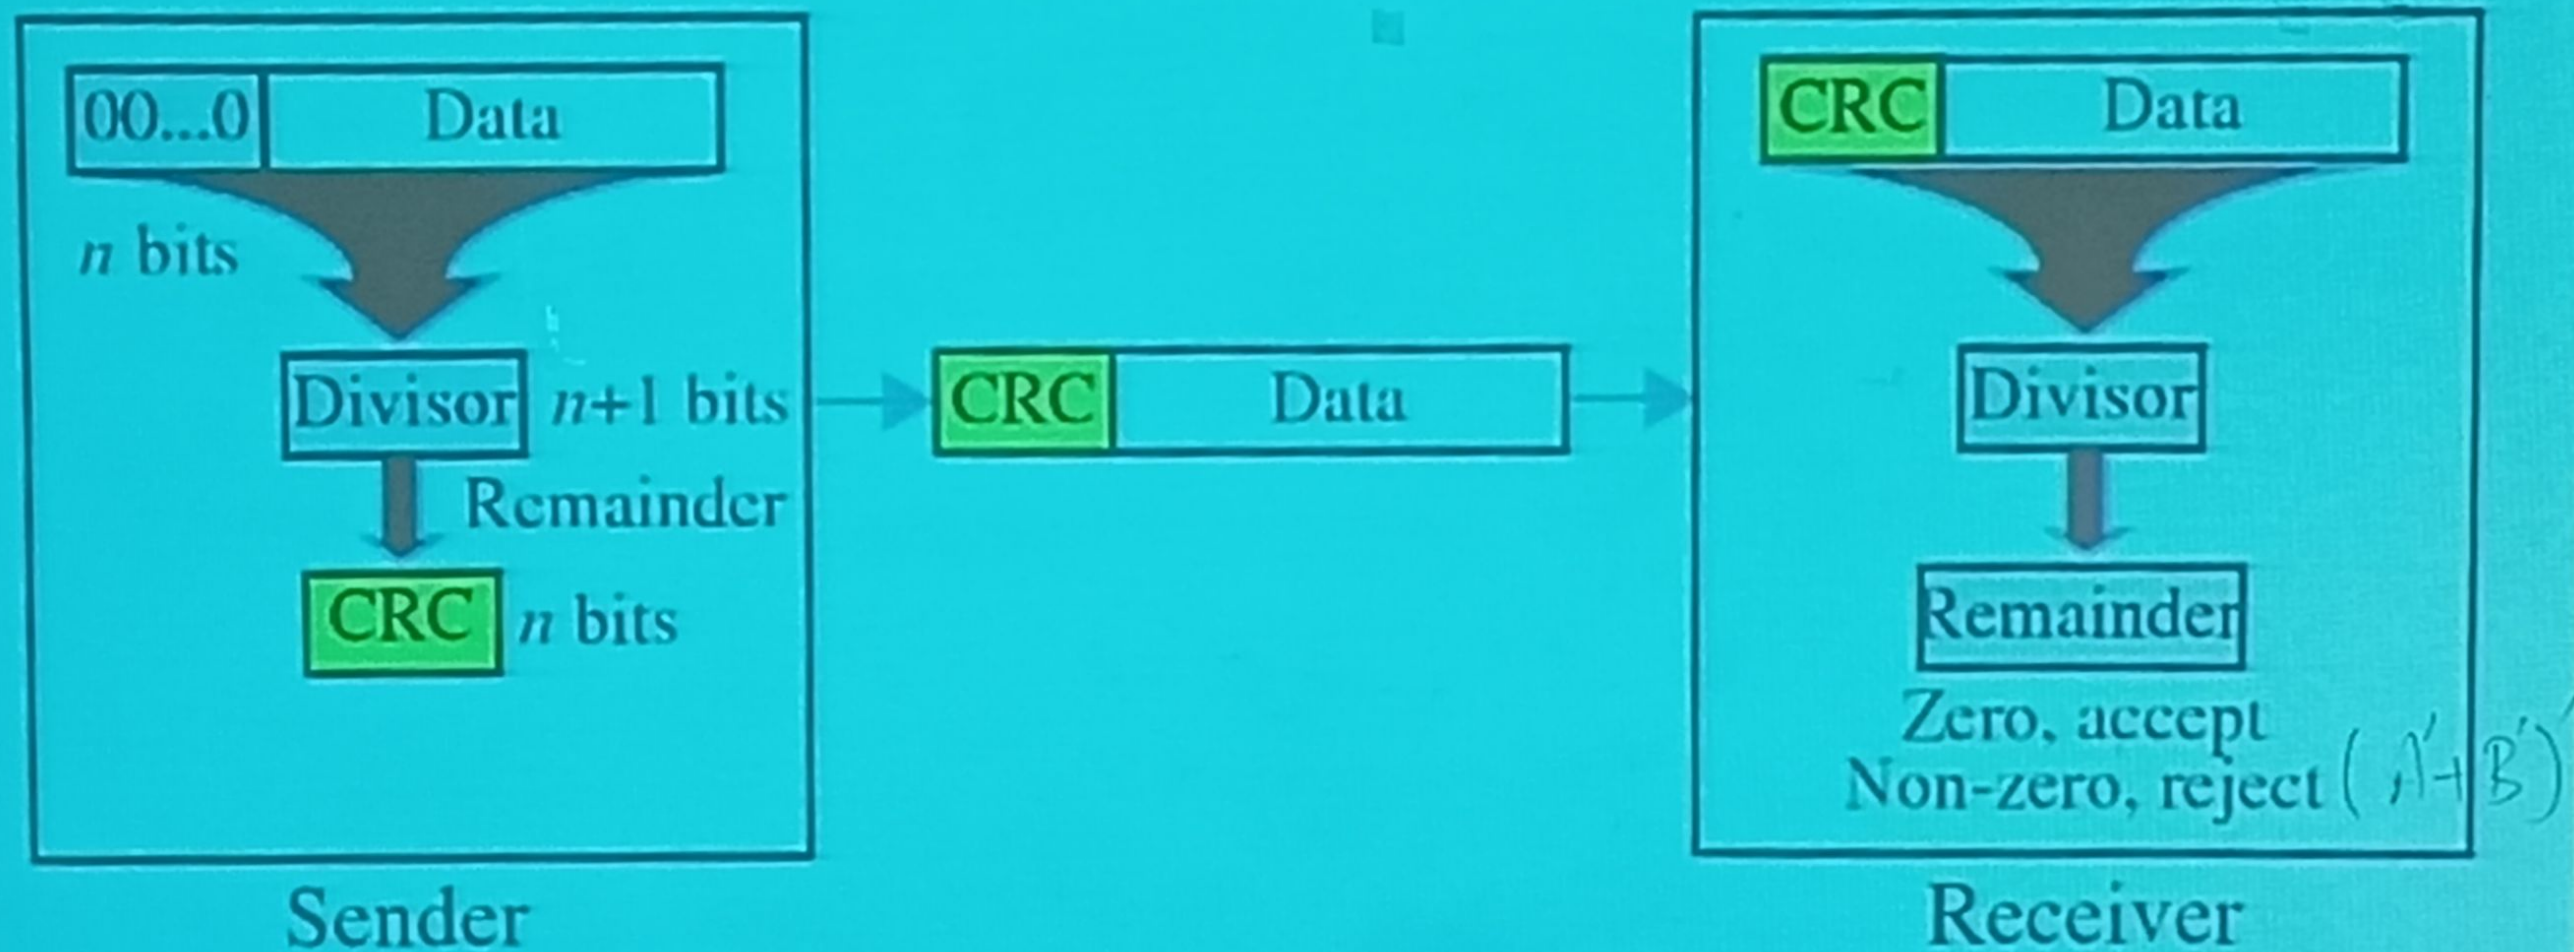 00...0 Data
n bits
Divisor n+1 bits
Remainder
CRC n bits
Sender
CRC Data
CRC Data
Divisor
Remainder
Zero, accept
Non-zero, reject (A'+B')'
Receiver